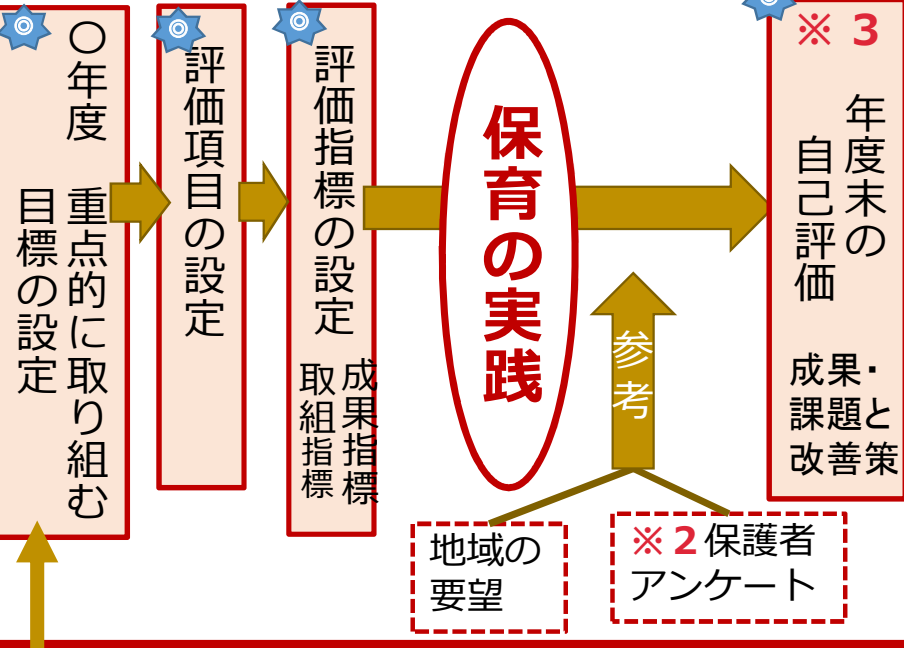 〇年度 重点的に取り組む
目標の設定
評価項目の設定
評価指標の設定
成果指標
取組指標
保育の実践
参考
地域の
要望
※2保護者
アンケート
※3
年度末の
自己評価
成果・
課題と
改善策